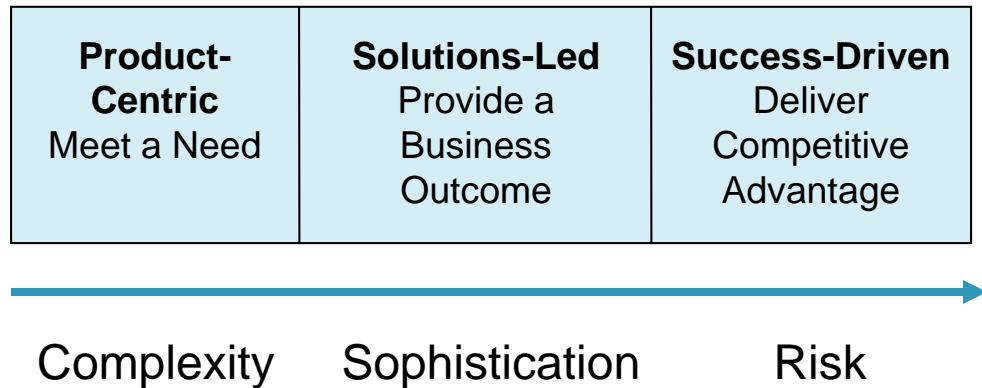 Product-
Centric
Meet a Need
Solutions-Led
Provide a
Business
Outcome
Success-Driven
Deliver
Competitive
Advantage
Complexity
Sophistication
Risk